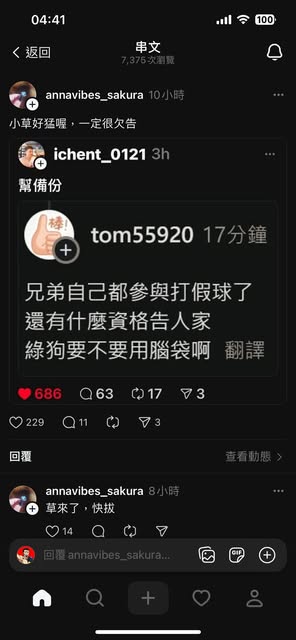 04:41
100
返回
串文
7,375 次瀏覽
annavibes_sakura 10小時
小草好猛喔，一定很欠告
ichent_0121 3h
幫備份
棒!
tom55920 17分鐘
兄弟自己都參與打假球了
還有什麼資格告人家
綠狗要不要用腦袋啊 翻譯
686 63 17 3
229 11 3
回覆
查看動態
annavibes_sakura 8小時
草來了，快拔
14
回覆 annavibes_sakura...
GIF